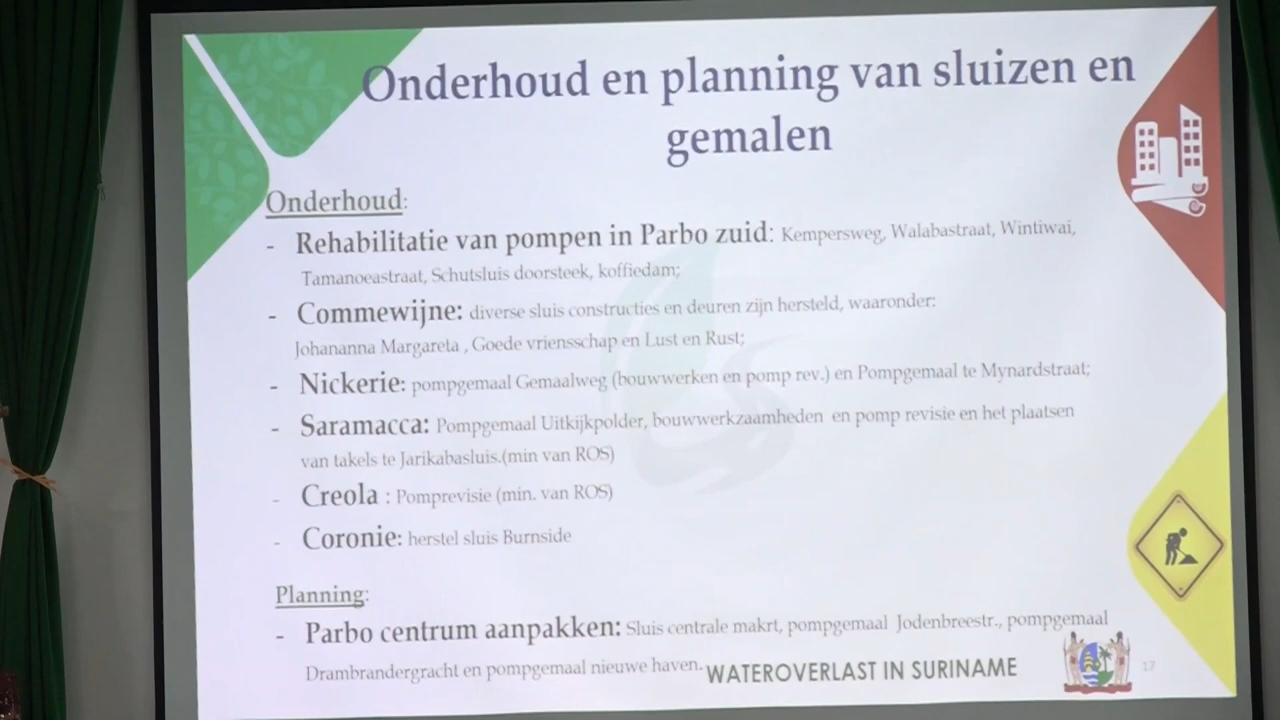 Onderhoud en planning van sluizen en
gemalen
Onderhoud:
- Rehabilitatie van pompen in Parbo zuid: Kempersweg, Walabastraat, Wintiwai,
Tamanoeastraat, Schutsluis doorsteek, koffiedam;
- Commewijne: diverse sluis constructies en deuren zijn hersteld, waaronder:
Johananna Margareta , Goede vriensschap en Lust en Rust;
- Nickerie: pompgemaal Gemaalweg (bouwwerken en pomp rev.) en Pompgemaal te Mynardstraat;
- Saramacca: Pompgemaal Uitkijkpolder, bouwwerkzaamheden en pomp revisie en het plaatsen
van takels te Jarikabasluis.(min van ROS)
- Creola : Pomprevisie (min. van ROS)
- Coronie: herstel sluis Burnside
Planning:
- Parbo centrum aanpakken: Sluis centrale makrt, pompgemaal Jodenbreestr., pompgemaal
Drambrandergracht en pompgemaal nieuwe haven.
WATEROVERLAST IN SURINAME
17